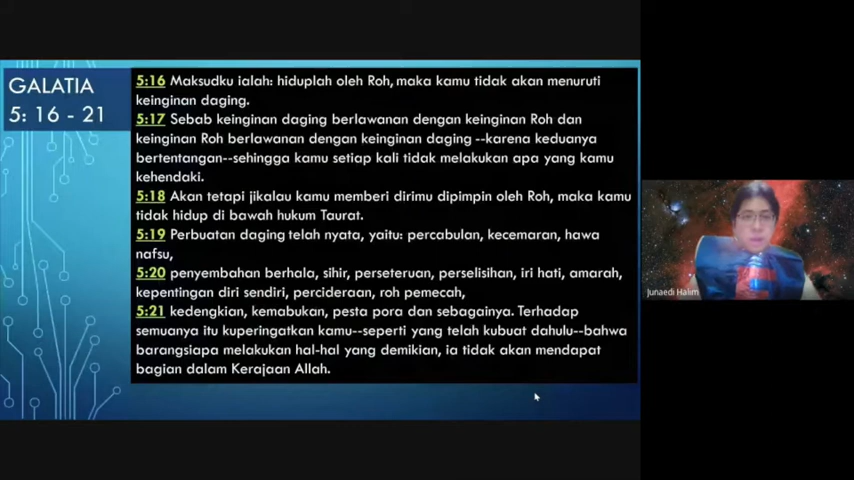 GALATIA
5: 16 - 21
5:16 Maksudku ialah: hiduplah oleh Roh, maka kamu tidak akan menuruti
keinginan daging.
5:17 Sebab keinginan daging berlawanan dengan keinginan Roh dan
keinginan Roh berlawanan dengan keinginan daging --karena keduanya
bertentangan--sehingga kamu setiap kali tidak melakukan apa yang kamu
kehendaki.
5:18 Akan tetapi jikalau kamu memberi dirimu dipimpin oleh Roh, maka kamu
tidak hidup di bawah hukum Taurat.
5:19 Perbuatan daging telah nyata, yaitu: percabulan, kecemaran, hawa
nafsu,
5:20 penyembahan berhala, sihir, perseteruan, perselisihan, iri hati, amarah,
kepentingan diri sendiri, percideraan, roh pemecah,
5:21 kedengkian, kemabukan, pesta pora dan sebagainya. Terhadap
semuanya itu kuperingatkan kamu--seperti yang telah kubuat dahulu--bahwa
barangsiapa melakukan hal-hal yang demikian, ia tidak akan mendapat
bagian dalam Kerajaan Allah.
Junaedi Halim